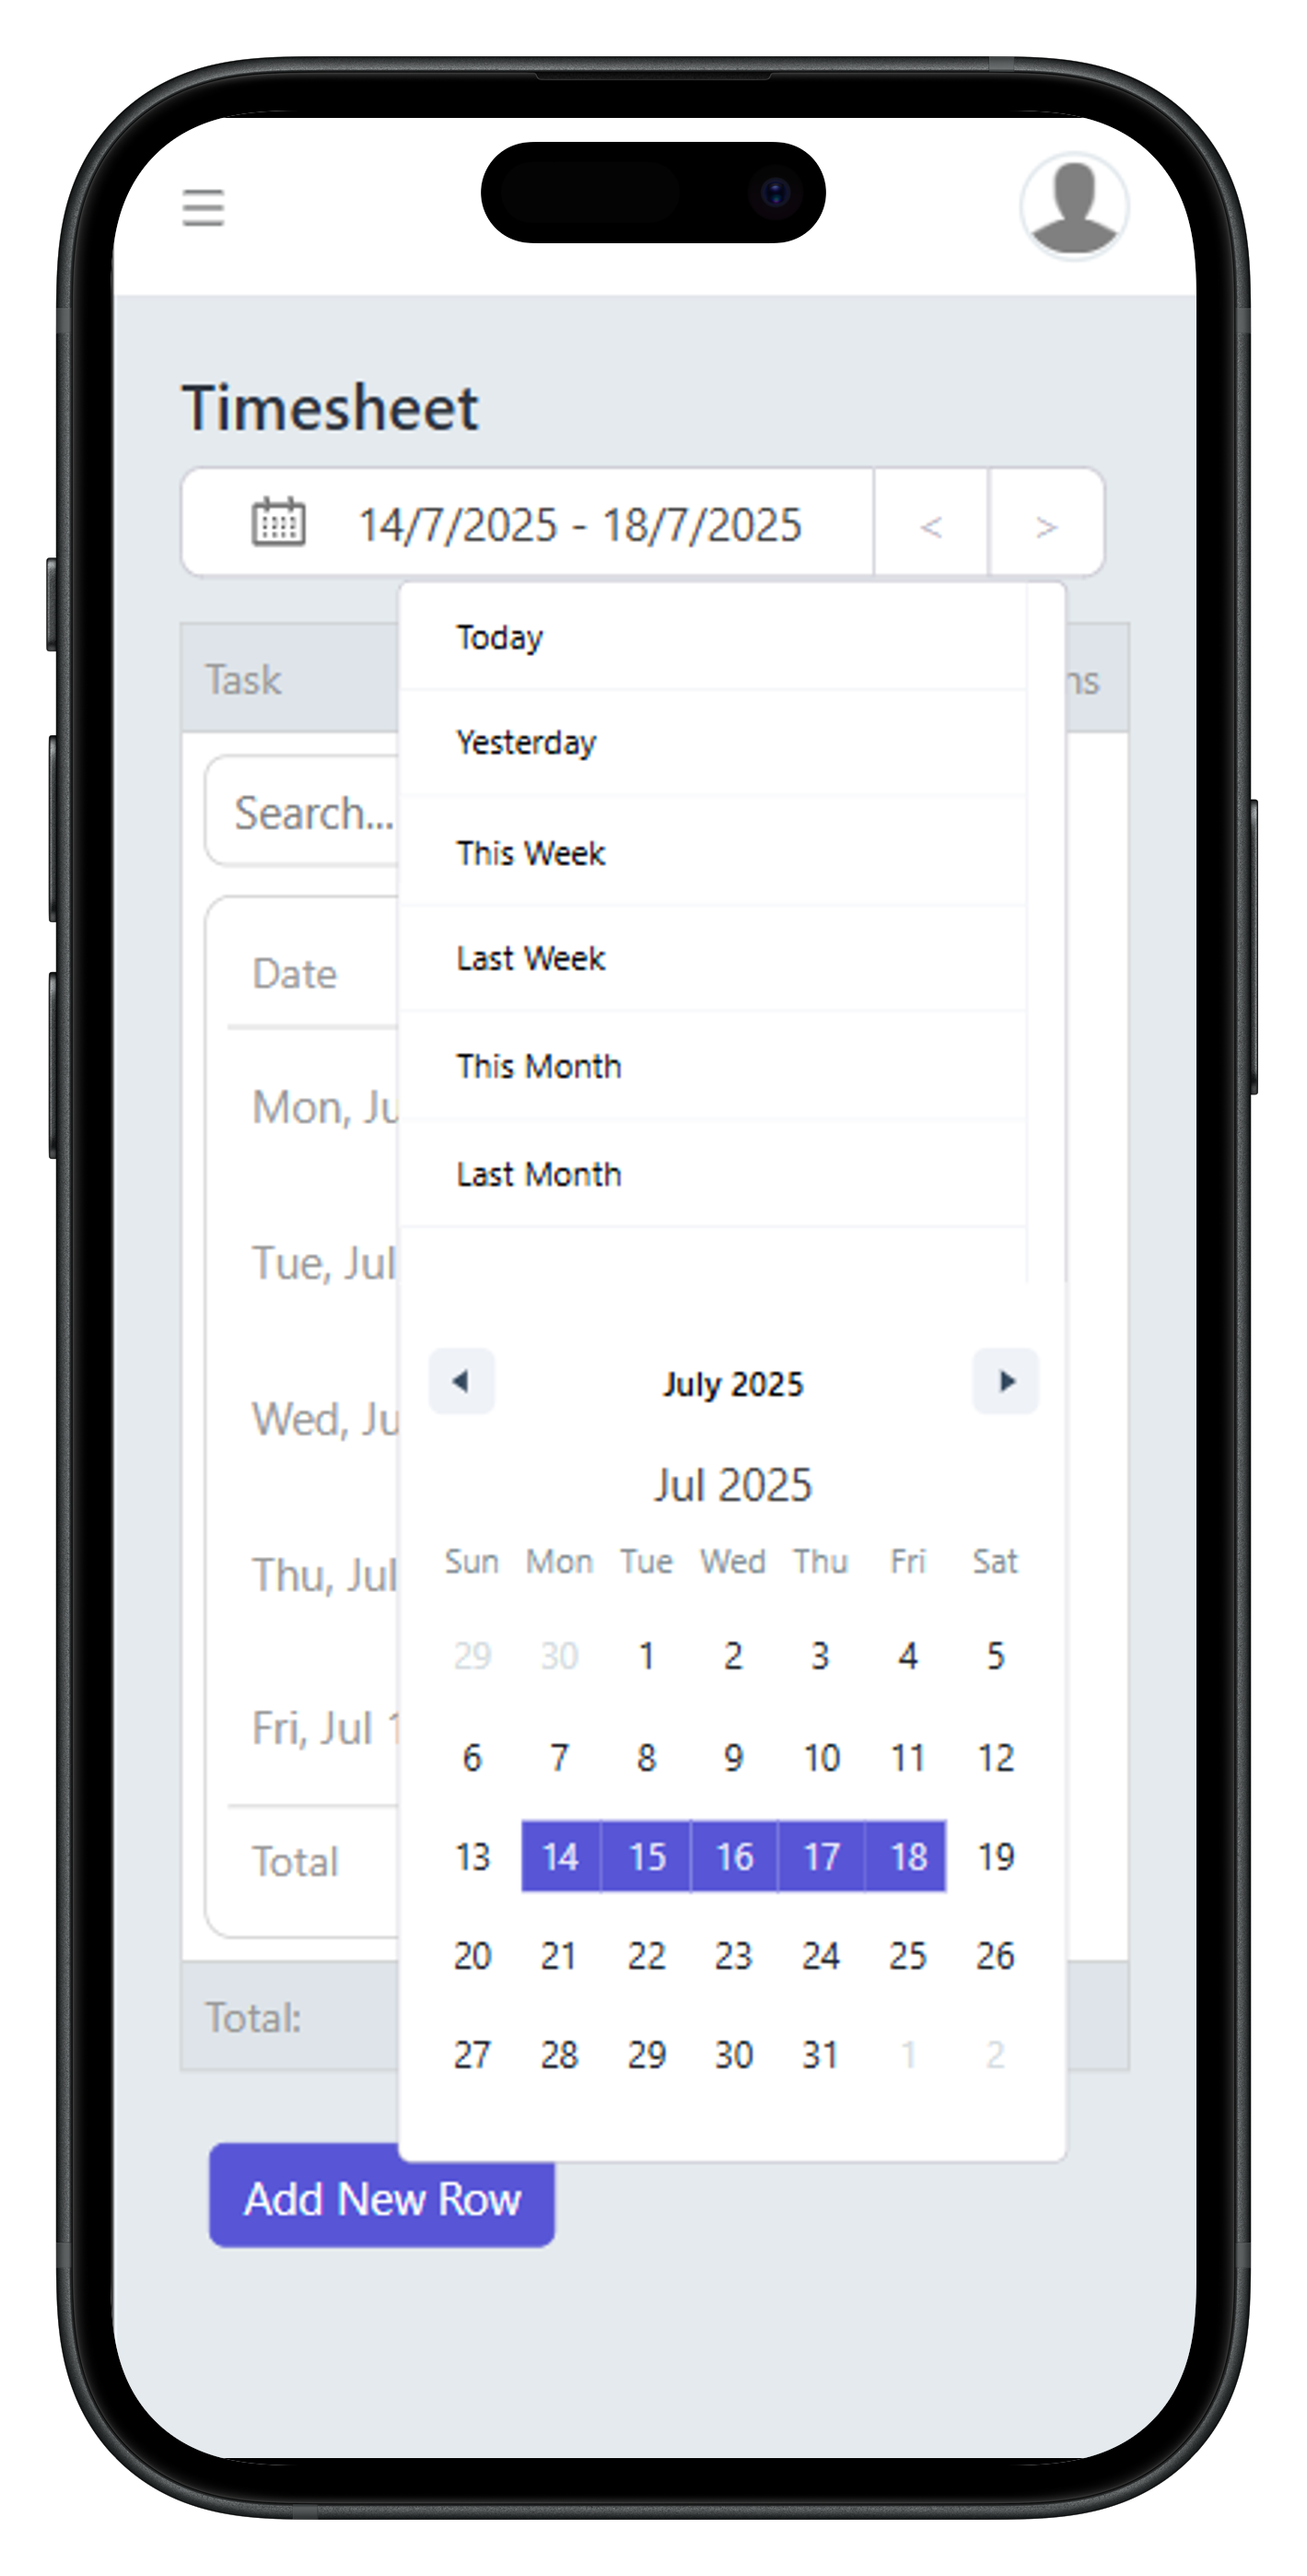 Timesheet
14/7/2025 - 18/7/2025 < >
Task
Today
Yesterday
Search...
This Week
Last Week
Date
This Month
Mon,
Last Month
Tue, Jul
July 2025
Wed,
Jul 2025
Sun Mon Tue Wed Thu Fri Sat
Thu, Jul
29 30 1 2 3 4 5
Fri, Jul
6 7 8 9 10 11 12
13 14 15 16 17 18 19
Total
20 21 22 23 24 25 26
Total:
27 28 29 30 31 1 2
Add New Row